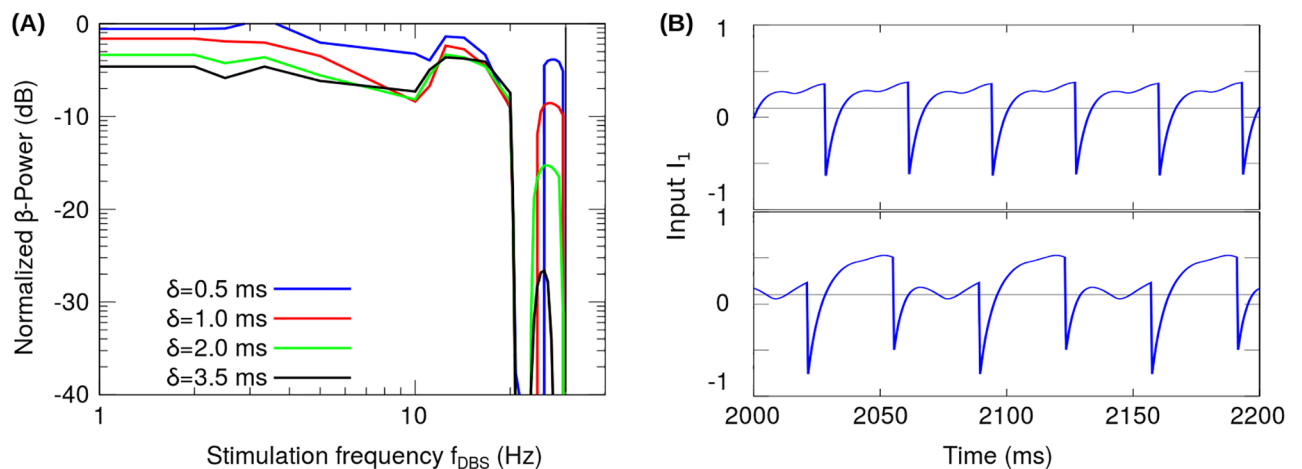 (A)
0
-10
-20
-30
-40
Normalized β-Power (dB)
δ=0.5 ms
δ=1.0 ms
δ=2.0 ms
δ=3.5 ms
1 10
Stimulation frequency f_DBS (Hz)
(B)
1
0
-1
1
0
-1
Input I₁
2000 2050 2100 2150 2200
Time (ms)